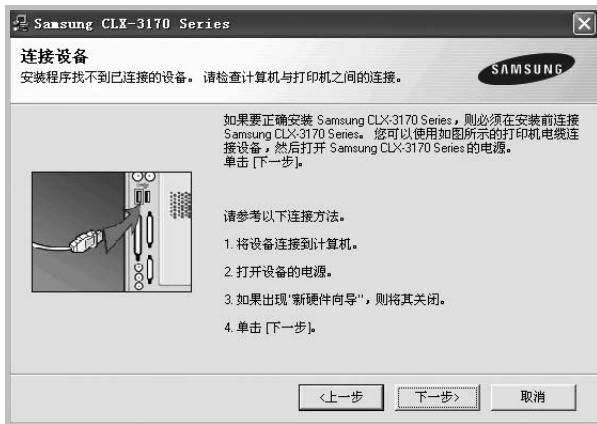 Samsung CLX-3170 Series
连接设备
安装程序找不到已连接的设备。 请检查计算机与打印机之间的连接。
SAMSUNG
如果要正确安装 Samsung CLX-3170 Series，则必须在安装前连接
Samsung CLX-3170 Series。 您可以使用如图所示的打印机电缆连
接设备，然后打开 Samsung CLX-3170 Series 的电源。
单击 [下一步]。
请参考以下连接方法。
1. 将设备连接到计算机。
2. 打开设备的电源。
3. 如果出现'新硬件向导"，则将其关闭。
4. 单击 [下一步]。
<上一步
下一步>
取消